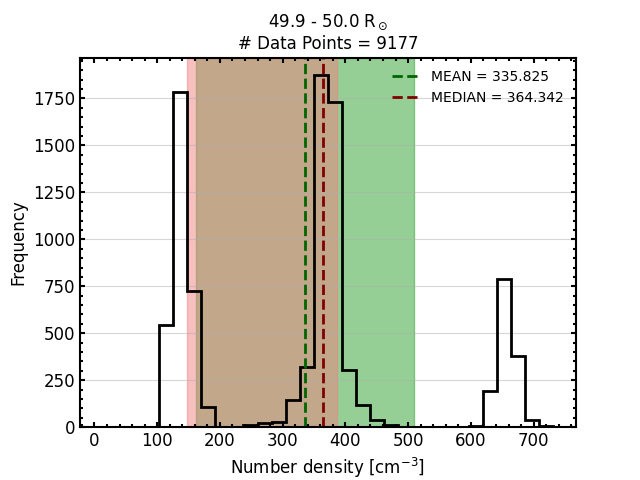 49.9 - 50.0 R⊙
# Data Points = 9177
MEAN = 335.825
MEDIAN = 364.342
Frequency
1750
1500
1250
1000
750
500
250
0
0 100 200 300 400 500 600 700
Number density [cm⁻³]